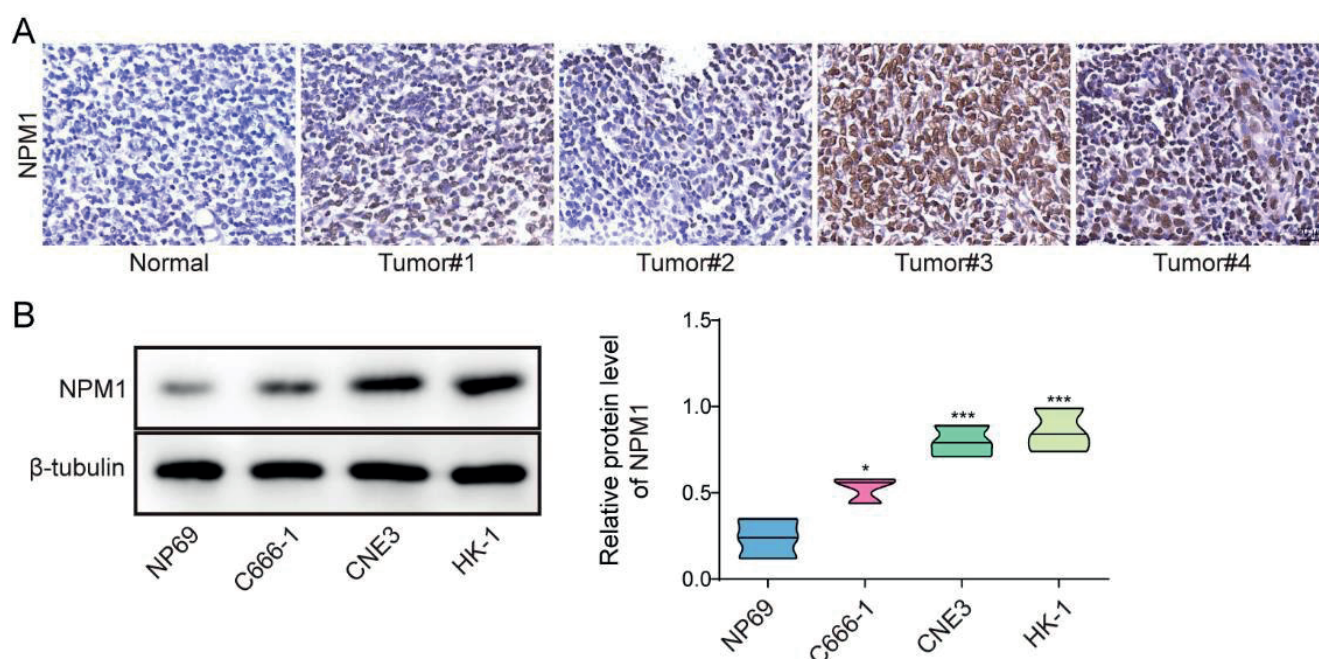 A
NPM1
Normal
Tumor#1
Tumor#2
Tumor#3
Tumor#4
B
NPM1
β-tubulin
NP69
C666-1
CNE3
HK-1
Relative protein level
of NPM1
1.5
1.0
0.5
0.0
*
***
***
NP69
C666-1
CNE3
HK-1